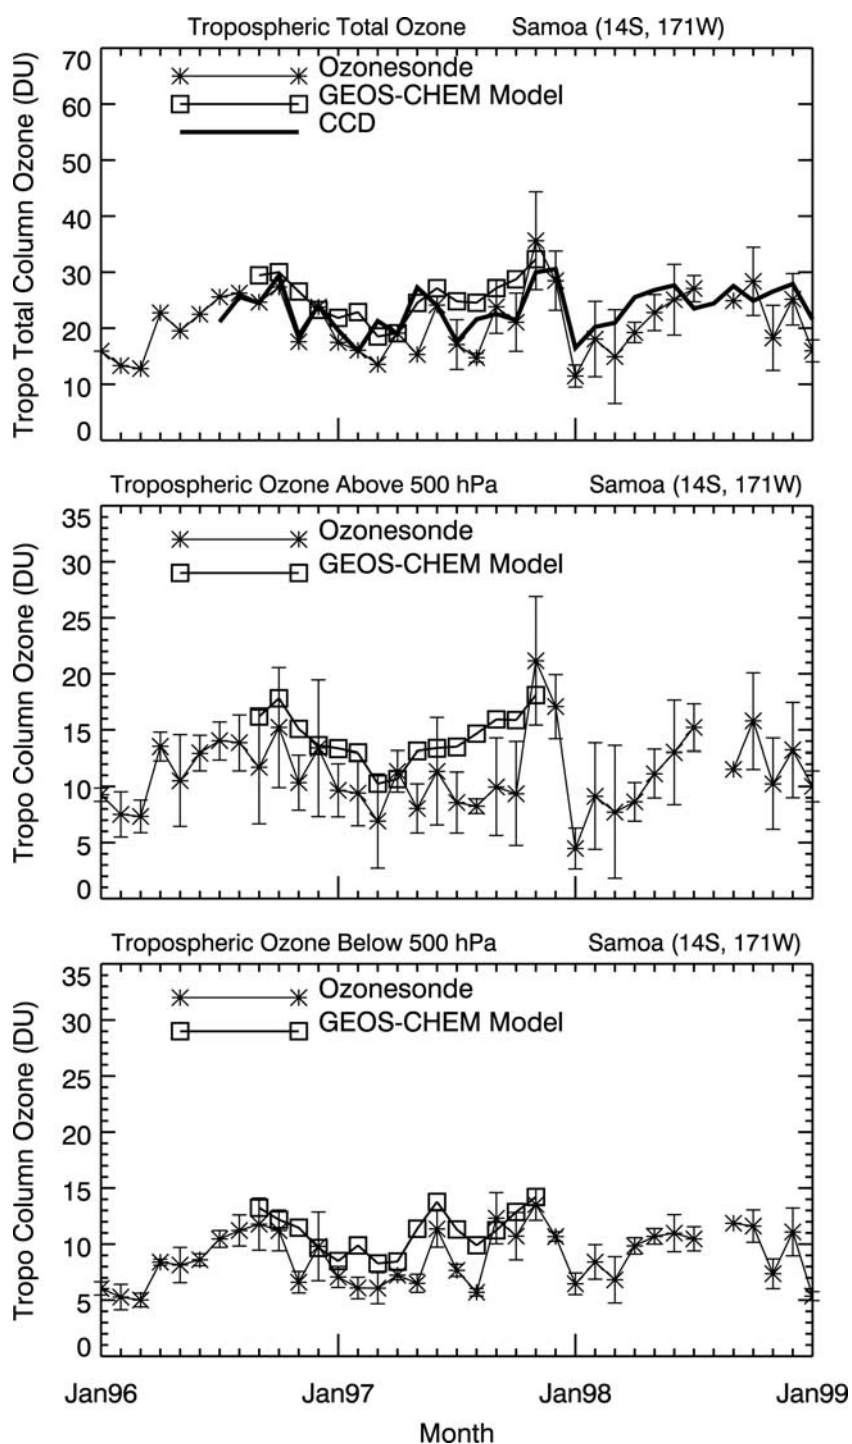 Tropospheric Total Ozone Samoa (14S, 171W)
Tropo Total Column Ozone (DU)
70
60
50
40
30
20
10
0
Ozonesonde
GEOS-CHEM Model
CCD
Tropospheric Ozone Above 500 hPa Samoa (14S, 171W)
Tropo Column Ozone (DU)
35
30
25
20
15
10
5
0
Ozonesonde
GEOS-CHEM Model
Tropospheric Ozone Below 500 hPa Samoa (14S, 171W)
Tropo Column Ozone (DU)
35
30
25
20
15
10
5
0
Ozonesonde
GEOS-CHEM Model
Jan96 Jan97 Jan98 Jan99
Month